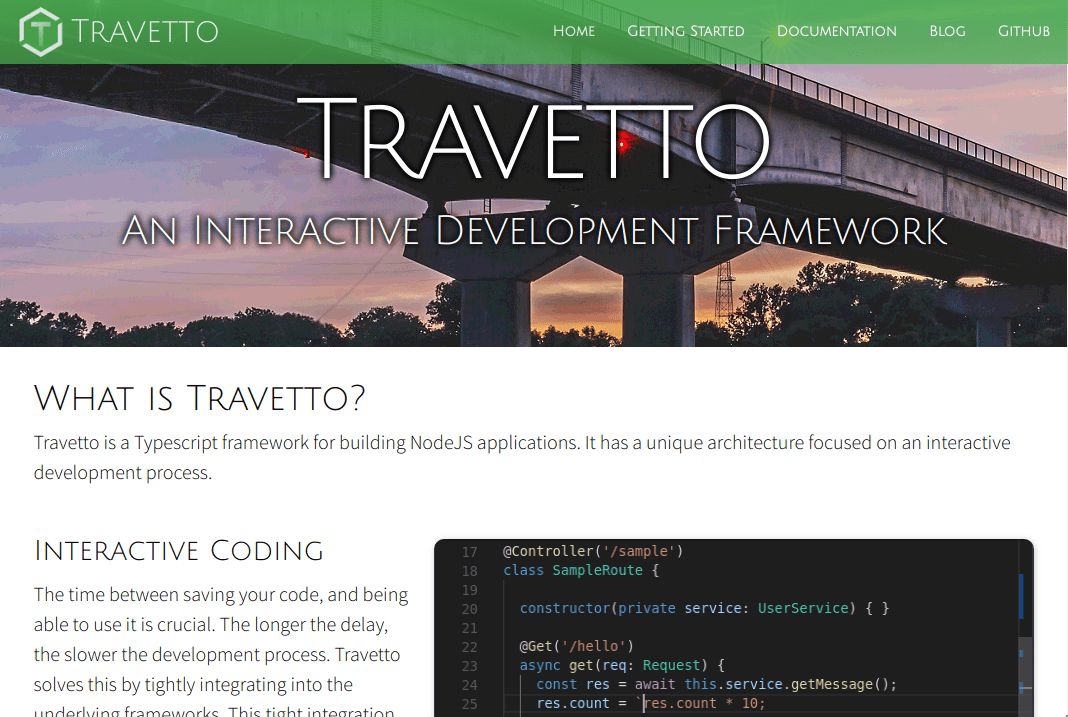 Travetto
Home Getting Started Documentation Blog Github
Travetto
An Interactive Development Framework
What is Travetto?
Travetto is a Typescript framework for building NodeJS applications. It has a unique architecture focused on an interactive
development process.
Interactive Coding
The time between saving your code, and being
able to use it is crucial. The longer the delay,
the slower the development process. Travetto
solves this by tightly integrating into the
underlying frameworks. This tight integration
17 @Controller('/sample')
18 class SampleRoute {
19
20 constructor(private service: UserService) { }
21
22 @Get('/hello')
23 async get(req: Request) {
24 const res = await this.service.getMessage();
25 res.count = `res.count * 10;